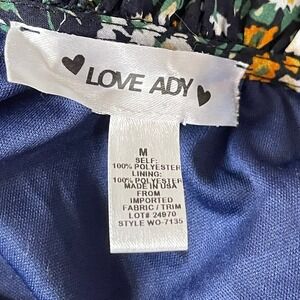 LOVE ADY
M
SELF:
100% POLYESTER
LINING:
100% POLYESTER
MADE IN USA
FROM
IMPORTED
FABRIC / TRIM
LOT# 24970
STYLE WO-7135